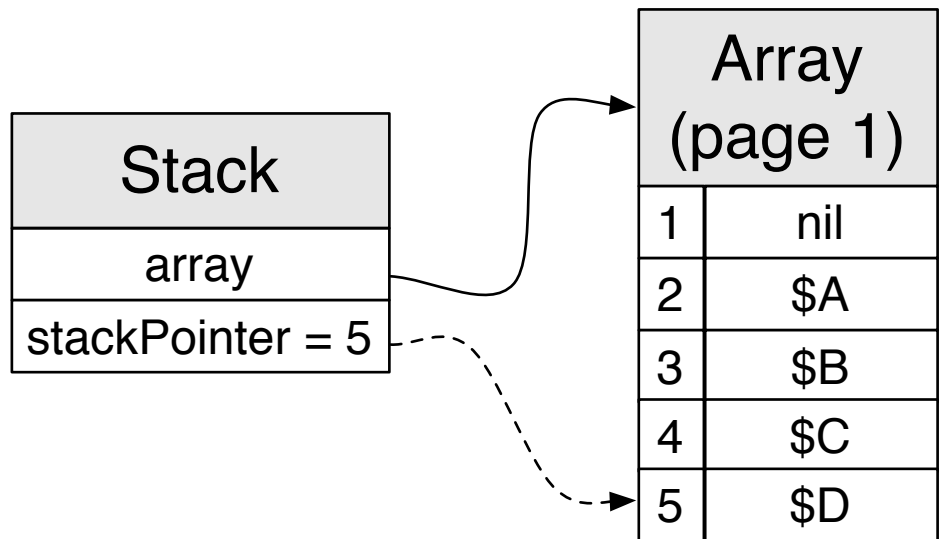 Stack
array
stackPointer = 5
Array
(page 1)
1 nil
2 $A
3 $B
4 $C
5 $D